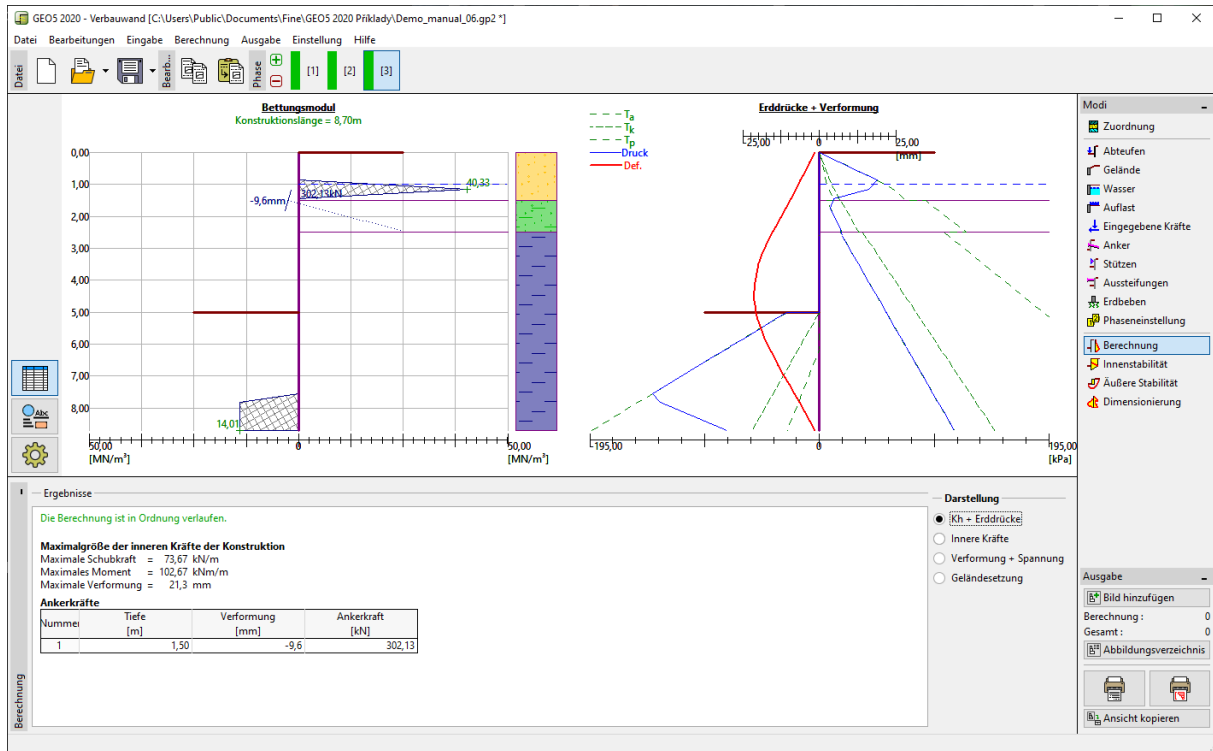 GEO5 2020 - Verbauwand [C:\Users\Public\Documents\Fine\GEO5 2020 Příklady\Demo_manual_06.gp2 *]
Datei Bearbeitungen Eingabe Berechnung Ausgabe Einstellung Hilfe
Datei
Bearb...
Phase
[1]
[2]
[3]
Bettungsmodul
Konstruktionslänge = 8,70m
0,00
1,00
2,00
3,00
4,00
5,00
6,00
7,00
8,00
40,33
302,13kN
-9,6mm
14,01
50,00
0
50,00
[MN/m³]
[MN/m³]
Ta
Tk
Tp
Druck
Def.
Erddrücke + Verformung
-25,00
0
25,00
[mm]
-195,00
0
195,00
[kPa]
Modi
Zuordnung
Abteufen
Gelände
Wasser
Auflast
Eingegebene Kräfte
Anker
Stützen
Aussteifungen
Erdbeben
Phaseneinstellung
Berechnung
Innenstabilität
Äußere Stabilität
Dimensionierung
Abc
Berechnung
Ergebnisse
Die Berechnung ist in Ordnung verlaufen.
Maximalgröße der inneren Kräfte der Konstruktion
Maximale Schubkraft = 73,67 kN/m
Maximales Moment = 102,67 kNm/m
Maximale Verformung = 21,3 mm
Ankerkräfte
Nummer Tiefe Verformung Ankerkraft
[m] [mm] [kN]
1 1,50 -9,6 302,13
Darstellung
Kh + Erddrücke
Innere Kräfte
Verformung + Spannung
Geländesetzung
Ausgabe
Bild hinzufügen
Berechnung : 0
Gesamt : 0
Abbildungsverzeichnis
Ansicht kopieren